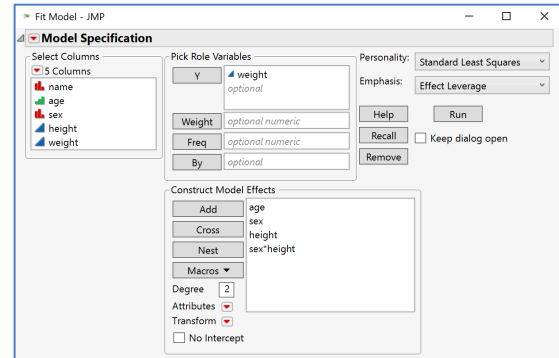 Fit Model - JMP
Model Specification
Select Columns
5 Columns
name
age
sex
height
weight
Pick Role Variables
Y
weight
optional
Weight
optional numeric
Freq
optional numeric
By
optional
Personality:
Standard Least Squares
Emphasis:
Effect Leverage
Help
Run
Recall
Keep dialog open
Remove
Construct Model Effects
Add
Cross
Nest
Macros
Degree
2
Attributes
Transform
No Intercept
age
sex
height
sex*height